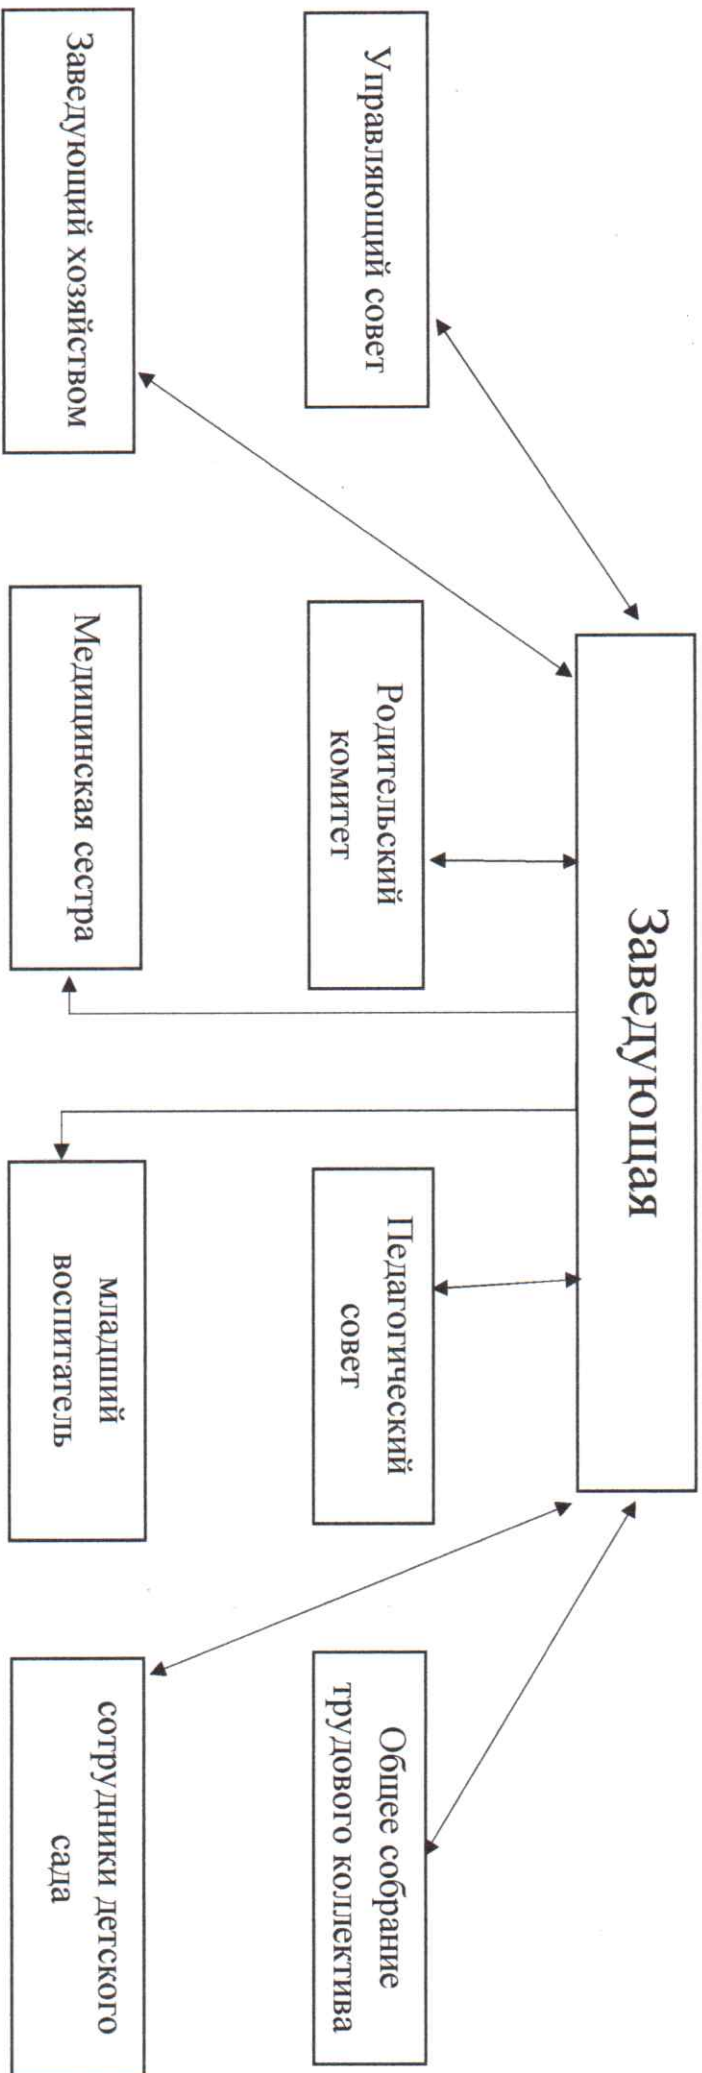 Заведующая
Управляющий совет
Родительский
комитет
Педагогический
совет
Общее собрание
трудового коллектива
Заведующий хозяйством
Медицинская сестра
младший
воспитатель
сотрудники детского
сада